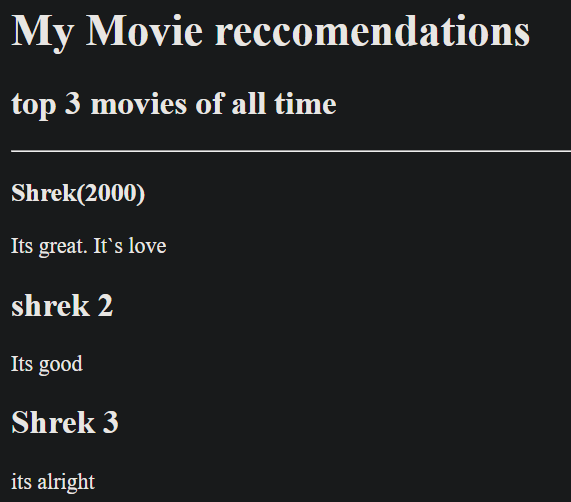 My Movie reccomendations
top 3 movies of all time
Shrek(2000)
Its great. It`s love
shrek 2
Its good
Shrek 3
its alright